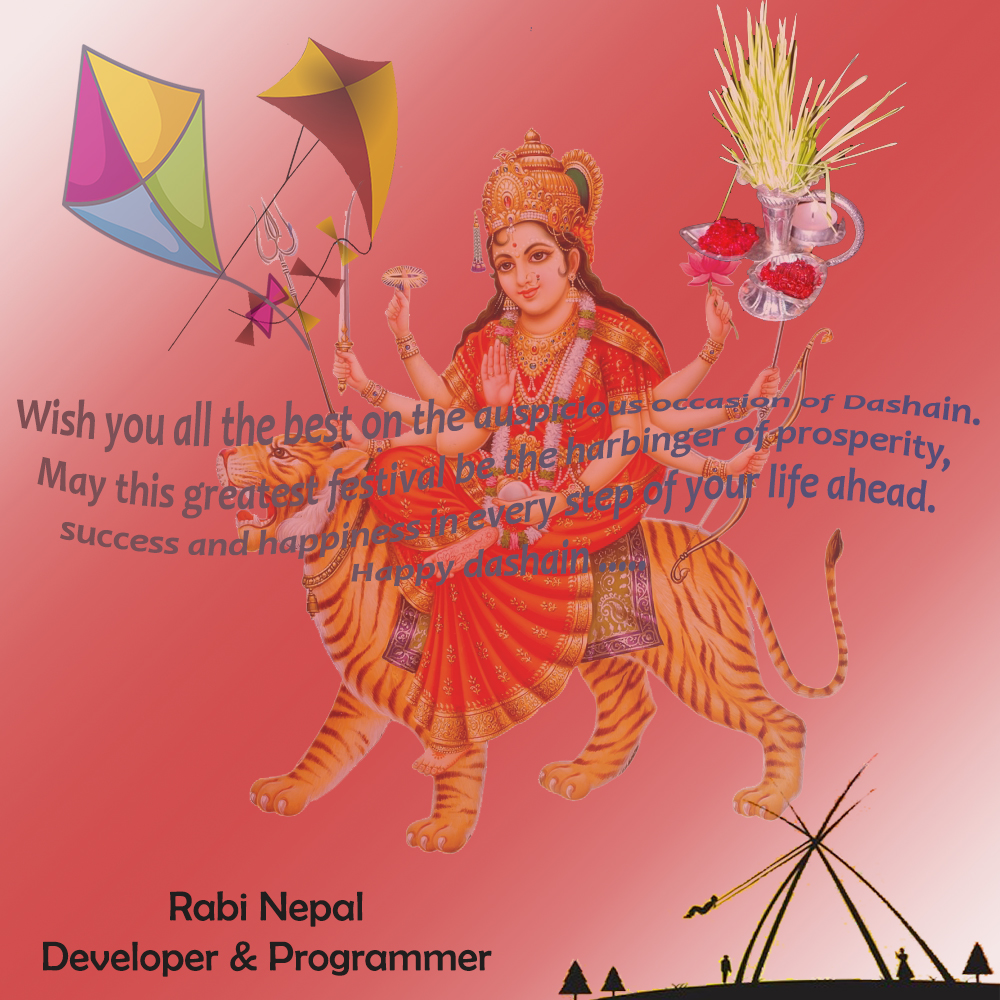 Wish you all the best on the auspicious occasion of Dashain.
May this greatest festival be the harbinger of prosperity,
success and happiness in every step of your life ahead.
Happy dashain .....
Rabi Nepal
Developer & Programmer